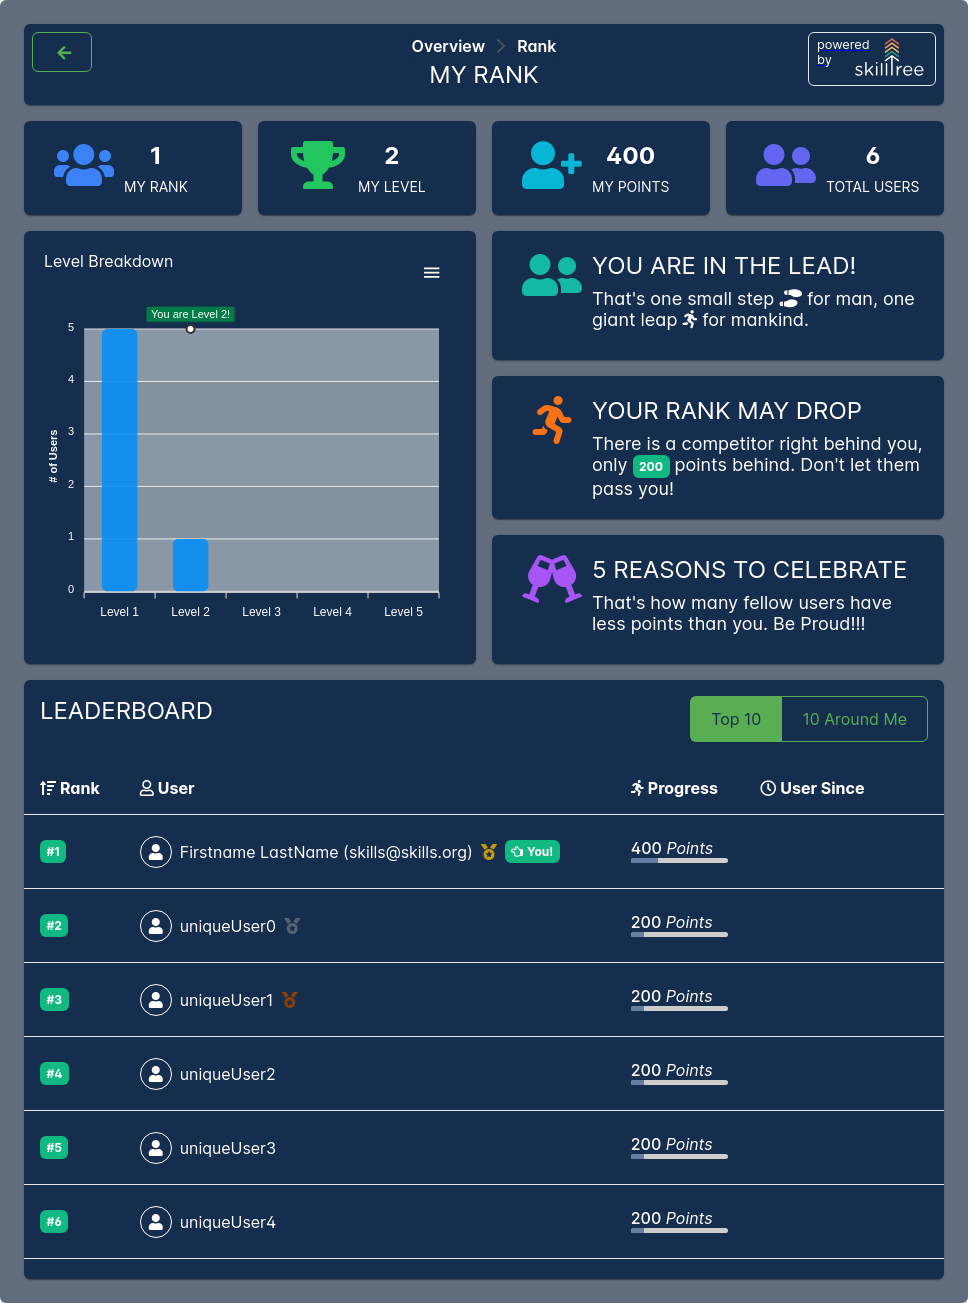 Overview > Rank
MY RANK
powered
by
skilltree
1
MY RANK
2
MY LEVEL
400
MY POINTS
6
TOTAL USERS
Level Breakdown
You are Level 2!
# of Users
5
4
3
2
1
0
Level 1 Level 2 Level 3 Level 4 Level 5
YOU ARE IN THE LEAD!
That's one small step for man, one
giant leap for mankind.
YOUR RANK MAY DROP
There is a competitor right behind you,
only 200 points behind. Don't let them
pass you!
5 REASONS TO CELEBRATE
That's how many fellow users have
less points than you. Be Proud!!!
LEADERBOARD
Top 10 10 Around Me
Rank User Progress User Since
#1 Firstname LastName (skills@skills.org) You! 400 Points
#2 uniqueUser0 200 Points
#3 uniqueUser1 200 Points
#4 uniqueUser2 200 Points
#5 uniqueUser3 200 Points
#6 uniqueUser4 200 Points